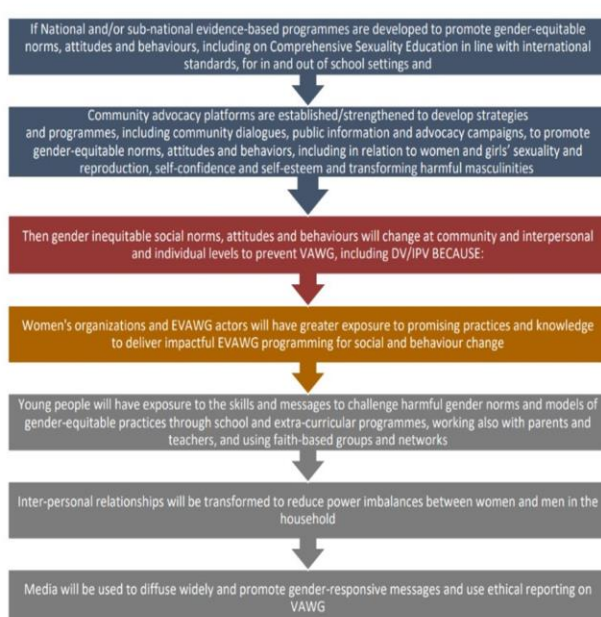 If National and/or sub-national evidence-based programmes are developed to promote gender-equitable
norms, attitudes and behaviours, including on Comprehensive Sexuality Education in line with international
standards, for in and out of school settings and
Community advocacy platforms are established/strengthened to develop strategies
and programmes, including community dialogues, public information and advocacy campaigns, to promote
gender-equitable norms, attitudes and behaviors, including in relation to women and girls' sexuality and
reproduction, self-confidence and self-esteem and transforming harmful masculinities
Then gender inequitable social norms, attitudes and behaviours will change at community and interpersonal
and individual levels to prevent VAWG, including DV/IPV BECAUSE:
Women's organizations and EVAWG actors will have greater exposure to promising practices and knowledge
to deliver impactful EVAWG programming for social and behaviour change
Young people will have exposure to the skills and messages to challenge harmful gender norms and models of
gender-equitable practices through school and extra-curricular programmes, working also with parents and
teachers, and using faith-based groups and networks
Inter-personal relationships will be transformed to reduce power imbalances between women and men in the
household
Media will be used to diffuse widely and promote gender-responsive messages and use ethical reporting on
VAWG